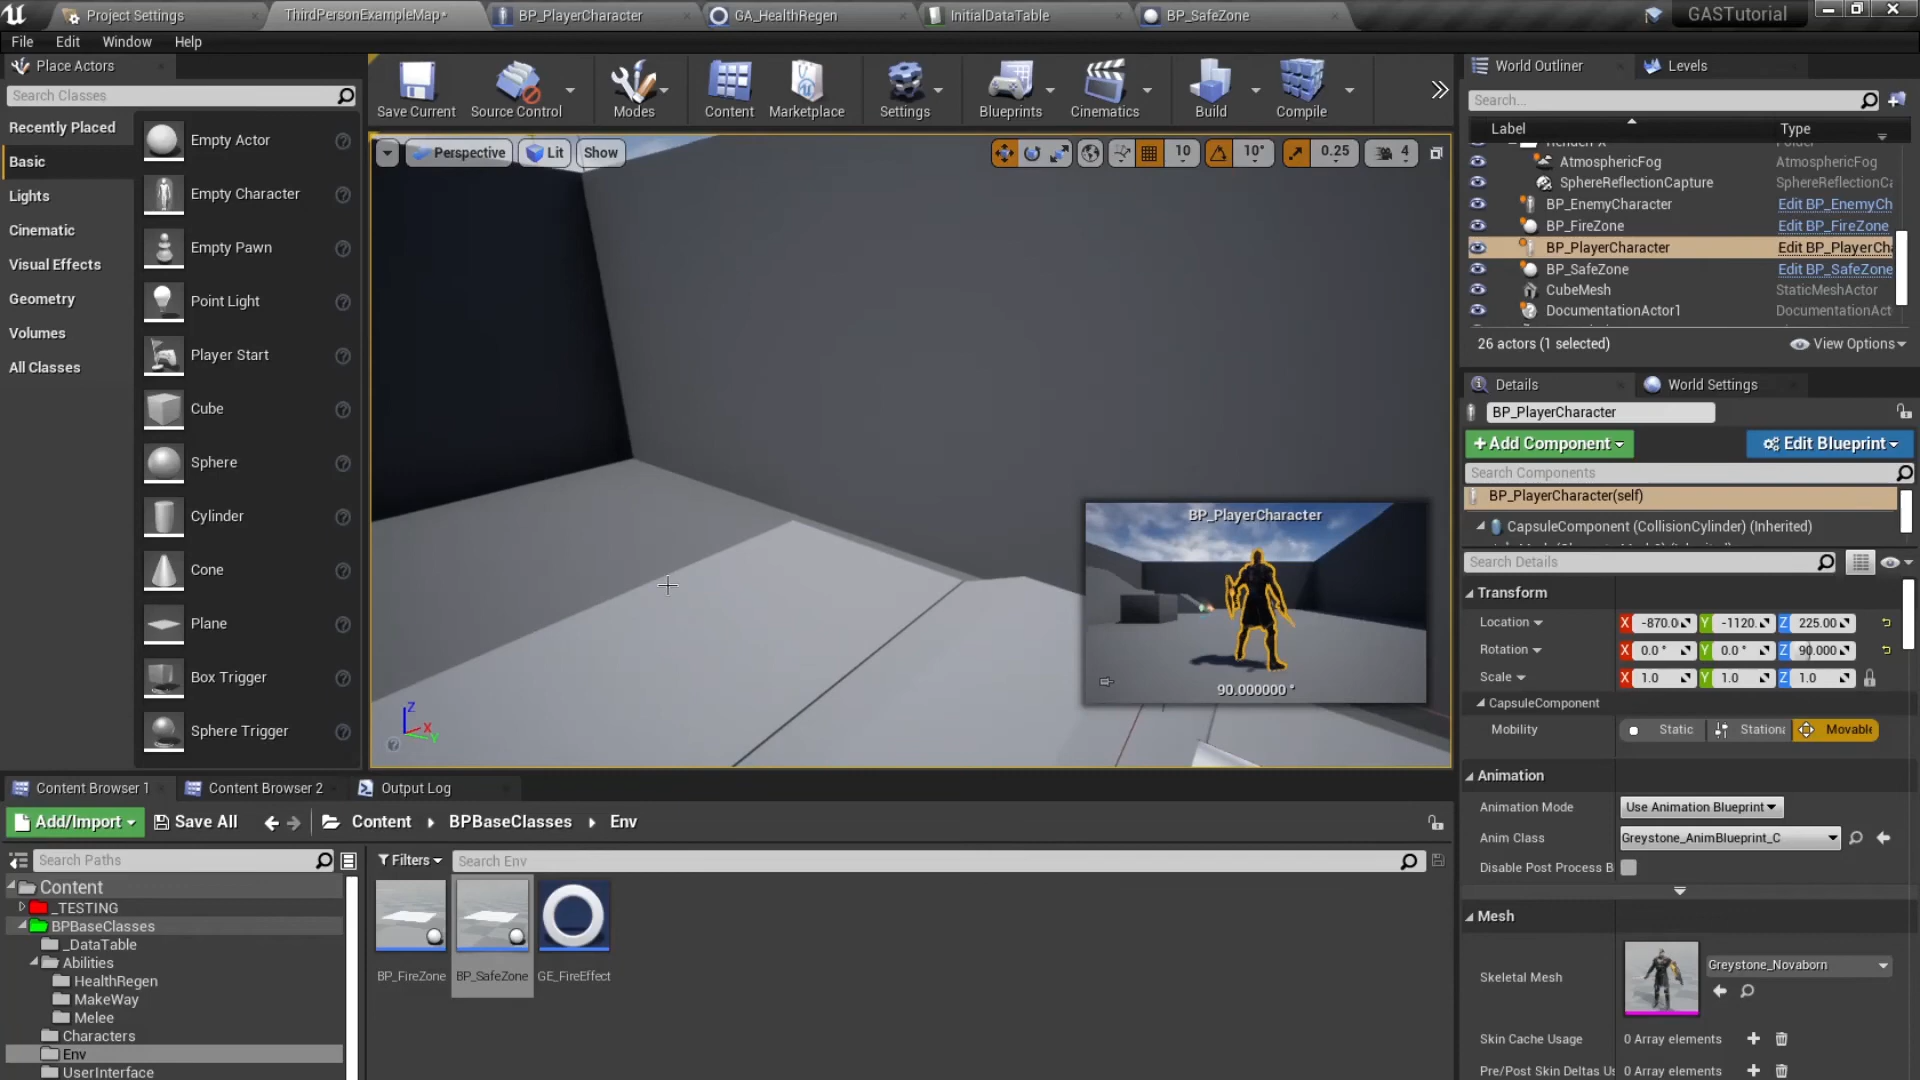 Project Settings
ThirdPersonExampleMap*
BP_PlayerCharacter
GA_HealthRegen
InitialDataTable
BP_SafeZone
GASTutorial
File
Edit
Window
Help
Place Actors
Search Classes
Recently Placed
Basic
Lights
Cinematic
Visual Effects
Geometry
Volumes
All Classes
Empty Actor
Empty Character
Empty Pawn
Point Light
Player Start
Cube
Sphere
Cylinder
Cone
Plane
Box Trigger
Sphere Trigger
Save Current
Source Control
Modes
Content
Marketplace
Settings
Blueprints
Cinematics
Build
Compile
Perspective
Lit
Show
10
10°
0.25
4
BP_PlayerCharacter
90.000000 °
Z
X
Y
World Outliner
Levels
Search...
Label
Type
AtmosphericFog
AtmosphericFog
SphereReflectionCapture
SphereReflectionCa
BP_EnemyCharacter
Edit BP_EnemyCh
BP_FireZone
Edit BP_FireZone
BP_PlayerCharacter
Edit BP_PlayerCha
BP_SafeZone
Edit BP_SafeZone
CubeMesh
StaticMeshActor
DocumentationActor1
DocumentationAct
26 actors (1 selected)
View Options
Details
World Settings
BP_PlayerCharacter
+Add Component
Edit Blueprint
Search Components
BP_PlayerCharacter(self)
CapsuleComponent (CollisionCylinder) (Inherited)
Search Details
Transform
Location
X -870.0 Y -1120. Z 225.00
Rotation
X 0.0 ° Y 0.0 ° Z 90.000
Scale
X 1.0 Y 1.0 Z 1.0
CapsuleComponent
Mobility
Static
Stationa
Movable
Animation
Animation Mode
Use Animation Blueprint
Anim Class
Greystone_AnimBlueprint_C
Disable Post Process B
Mesh
Skeletal Mesh
Greystone_Novaborn
Skin Cache Usage
0 Array elements
Pre/Post Skin Deltas Us
0 Array elements
Content Browser 1
Content Browser 2
Output Log
Add/Import
Save All
Content
BPBaseClasses
Env
Search Paths
Filters
Search Env
Content
_TESTING
BPBaseClasses
_DataTable
Abilities
HealthRegen
MakeWay
Melee
Characters
Env
UserInterface
BP_FireZone
BP_SafeZone
GE_FireEffect